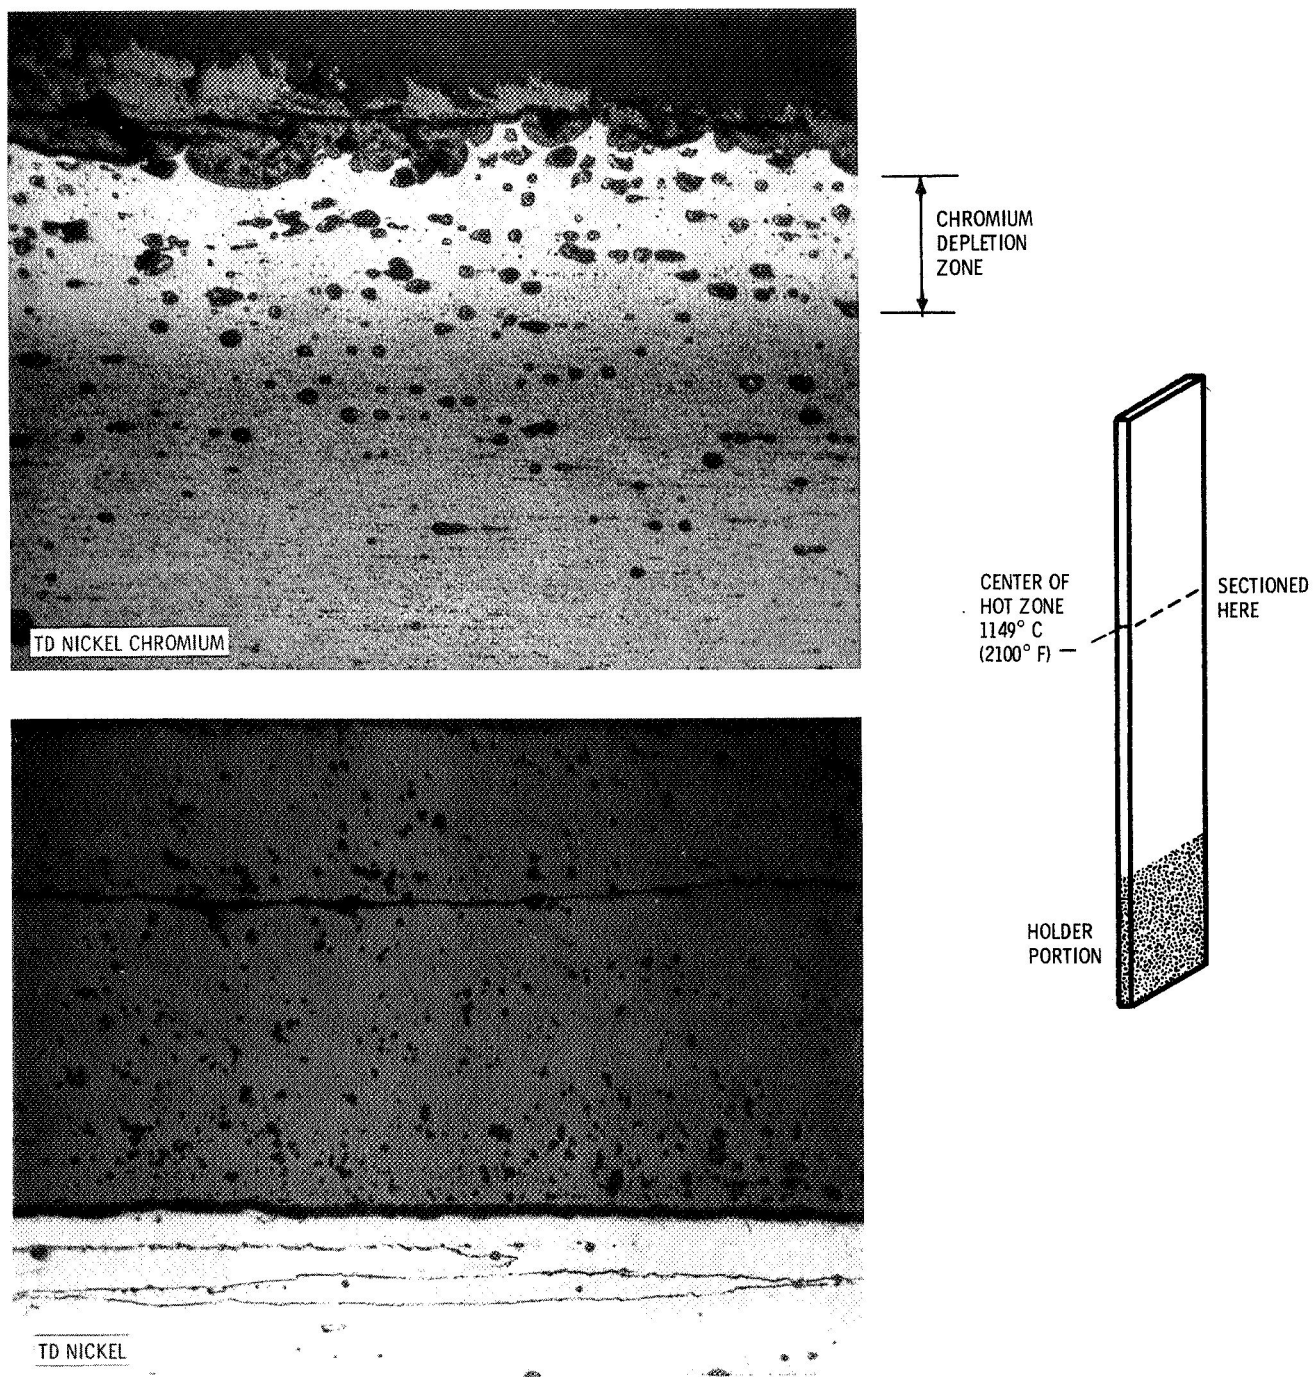 CHROMIUM
DEPLETION
ZONE
TD NICKEL CHROMIUM
CENTER OF
HOT ZONE
1149° C
(2100° F)
SECTIONED
HERE
HOLDER
PORTION
TD NICKEL